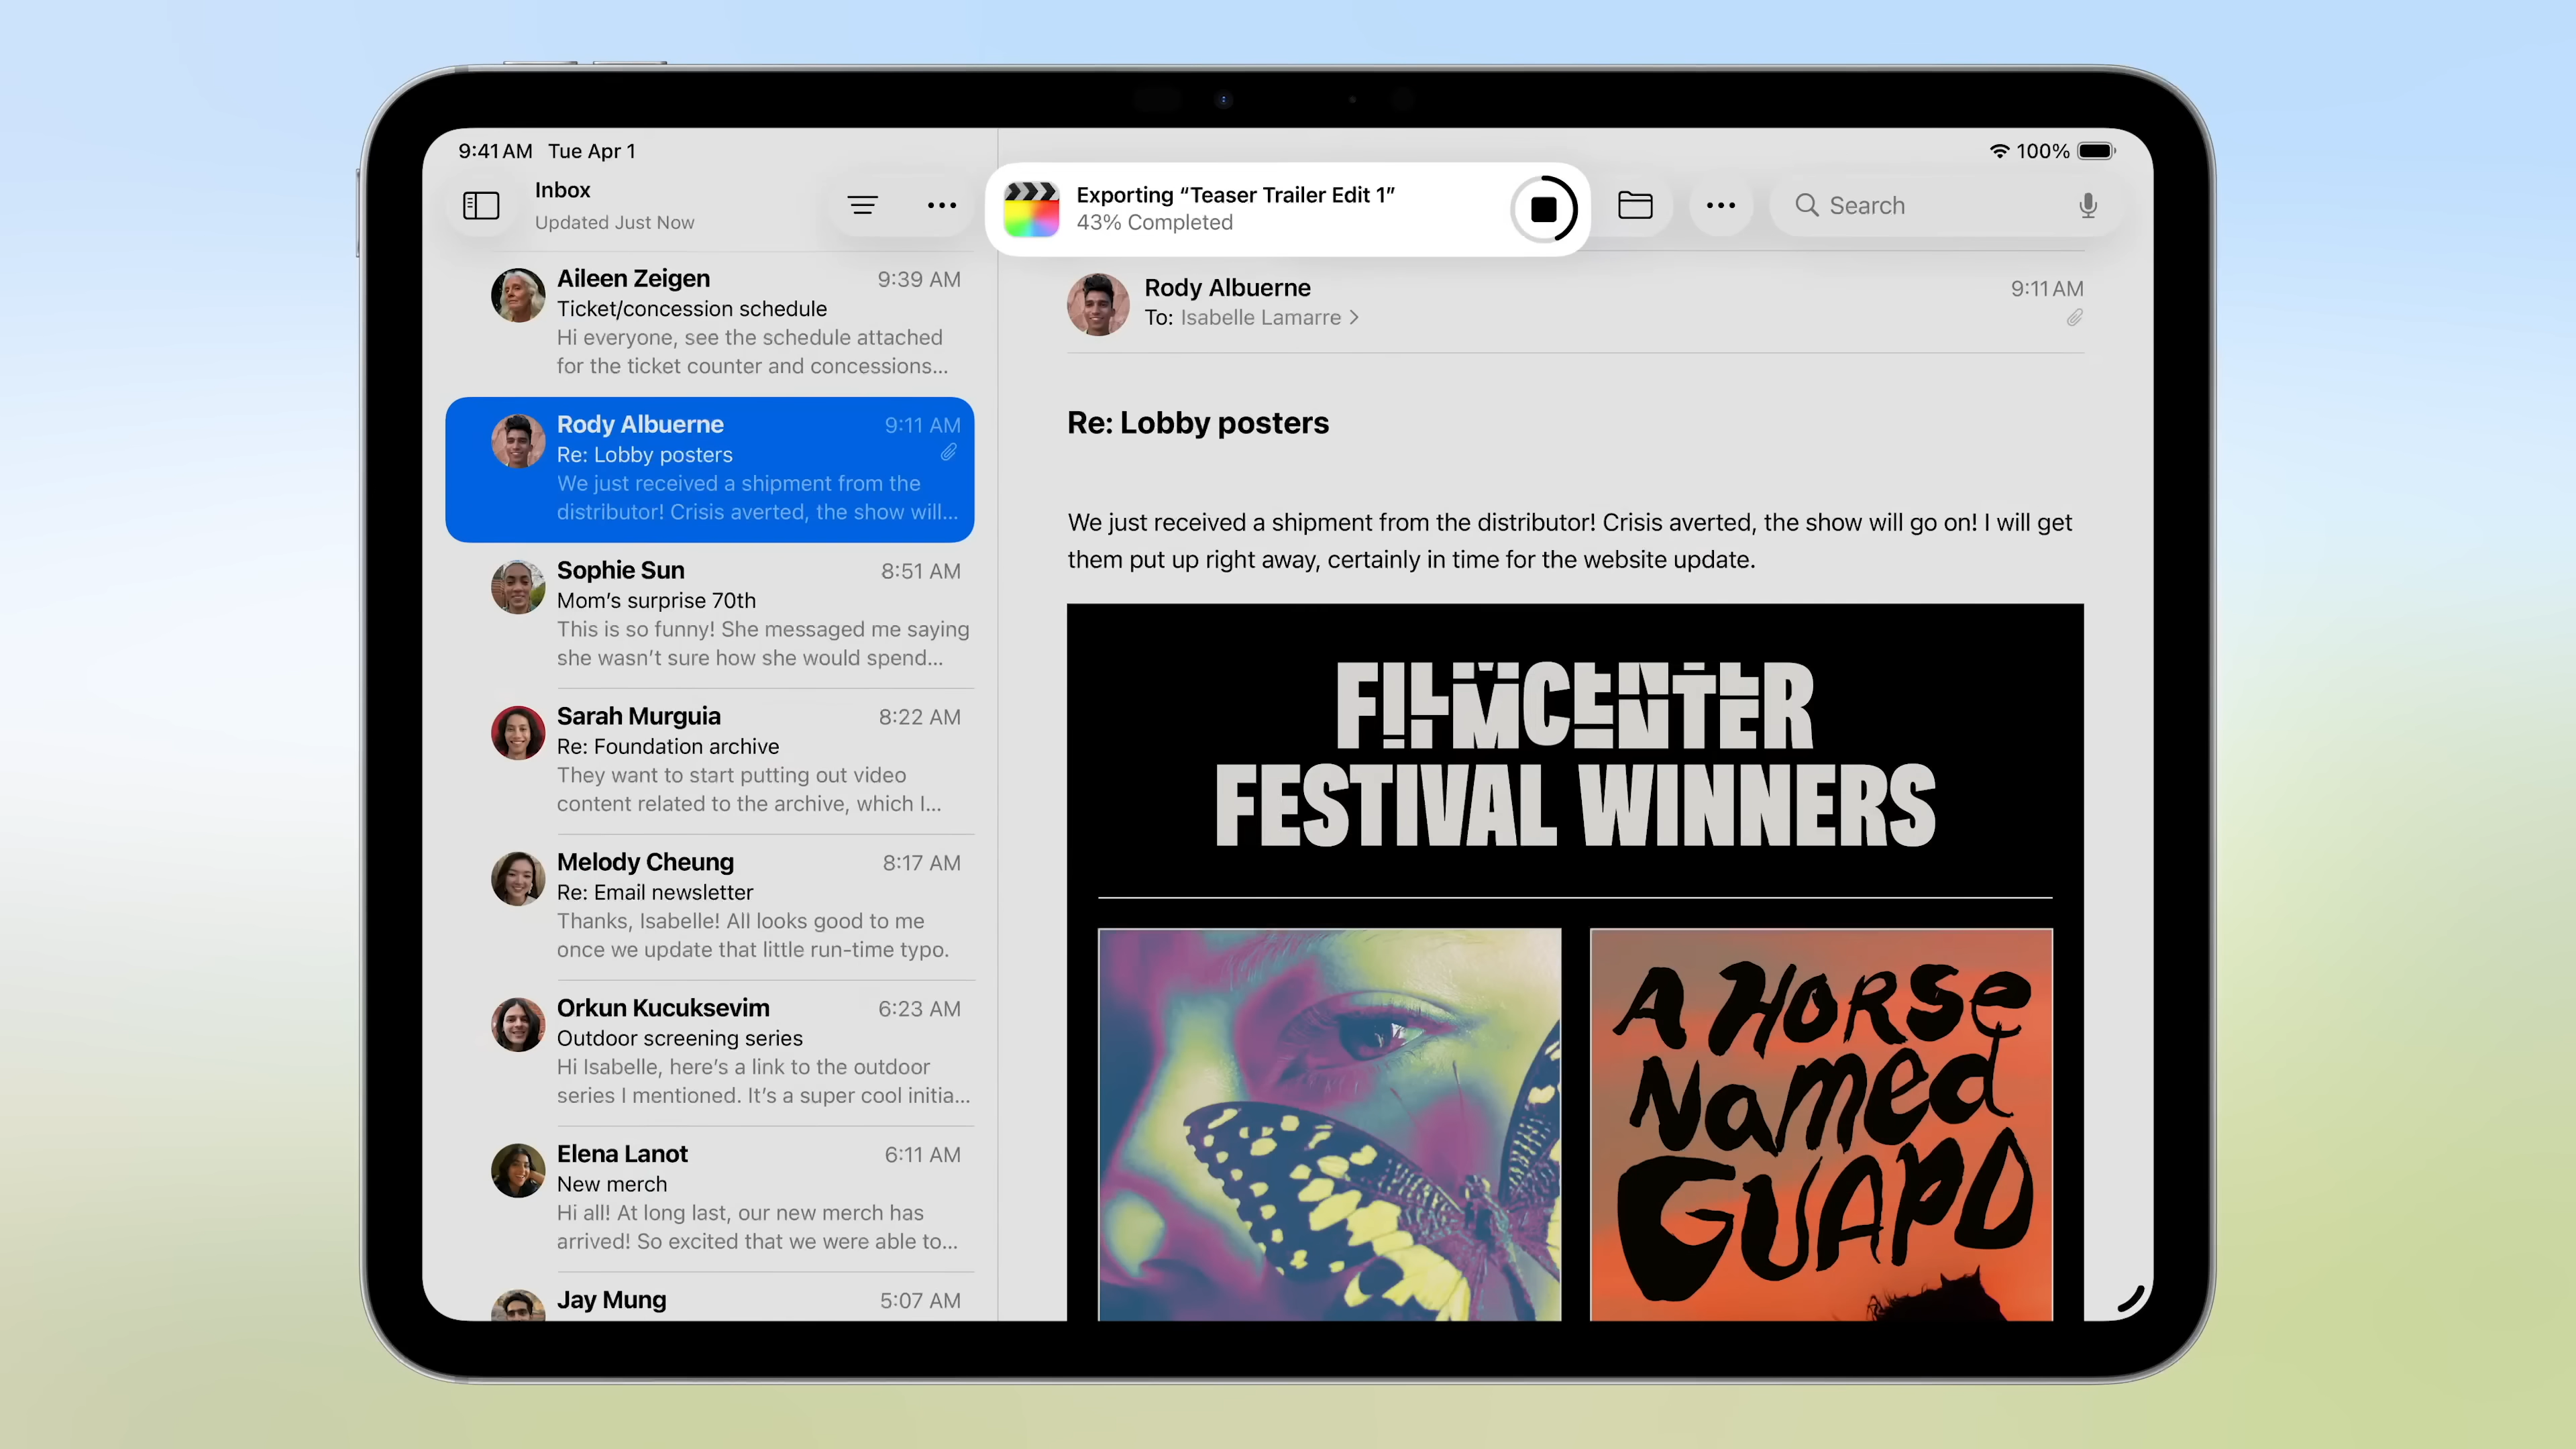 9:41 AM Tue Apr 1
100%
Inbox
Updated Just Now
Exporting “Teaser Trailer Edit 1”
43% Completed
Search
Aileen Zeigen 9:39 AM
Ticket/concession schedule
Hi everyone, see the schedule attached
for the ticket counter and concessions...
Rody Albuerne 9:11 AM
Re: Lobby posters
We just received a shipment from the
distributor! Crisis averted, the show will...
Sophie Sun 8:51 AM
Mom’s surprise 70th
This is so funny! She messaged me saying
she wasn’t sure how she would spend...
Sarah Murguia 8:22 AM
Re: Foundation archive
They want to start putting out video
content related to the archive, which I...
Melody Cheung 8:17 AM
Re: Email newsletter
Thanks, Isabelle! All looks good to me
once we update that little run-time typo.
Orkun Kucuksevim 6:23 AM
Outdoor screening series
Hi Isabelle, here’s a link to the outdoor
series I mentioned. It’s a super cool initia...
Elena Lanot 6:11 AM
New merch
Hi all! At long last, our new merch has
arrived! So excited that we were able to...
Jay Mung 5:07 AM
Rody Albuerne 9:11 AM
To: Isabelle Lamarre
Re: Lobby posters
We just received a shipment from the distributor! Crisis averted, the show will go on! I will get
them put up right away, certainly in time for the website update.
FILMCENTER
FESTIVAL WINNERS
A HORSe
NameD
GUAPO